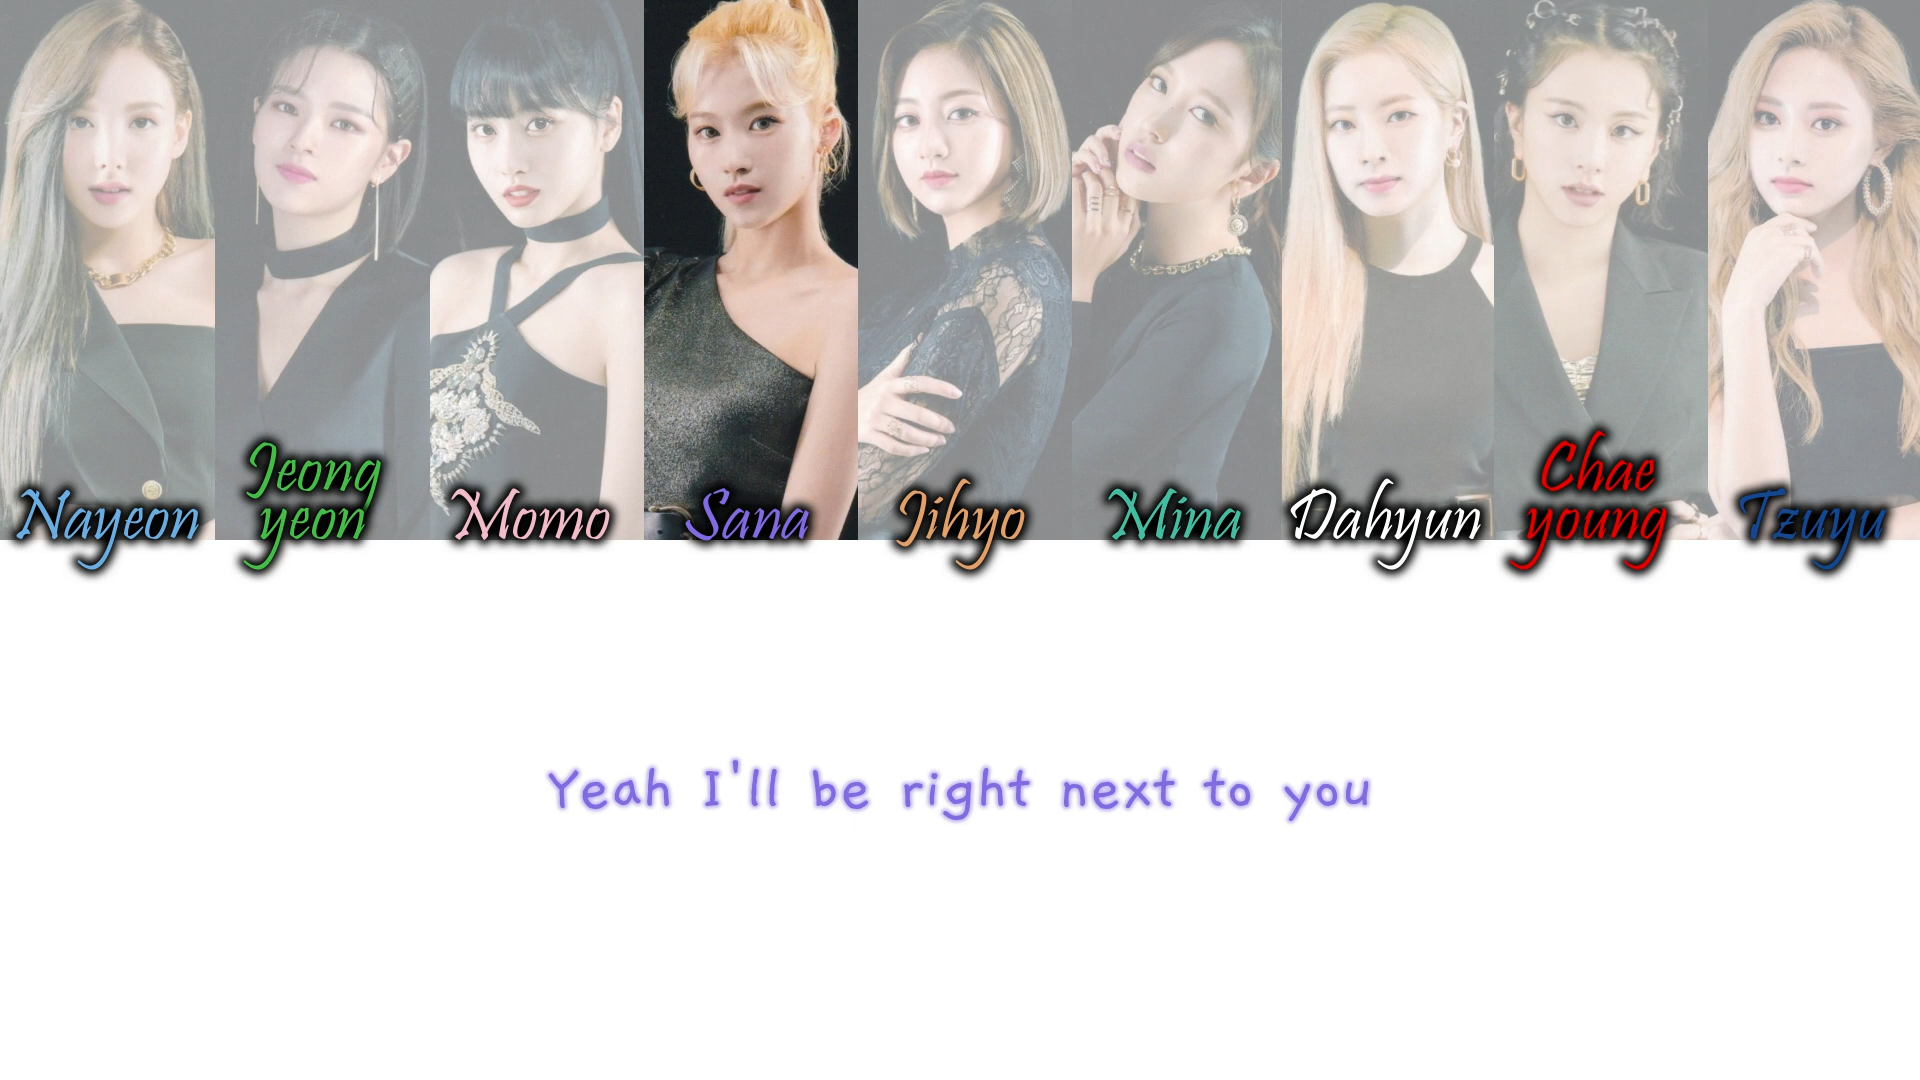 Nayeon
Jeong
yeon
Momo
Sana
Jihyo
Mina
Dahyun
Chae
young
Tzuyu
Yeah I'll be right next to you